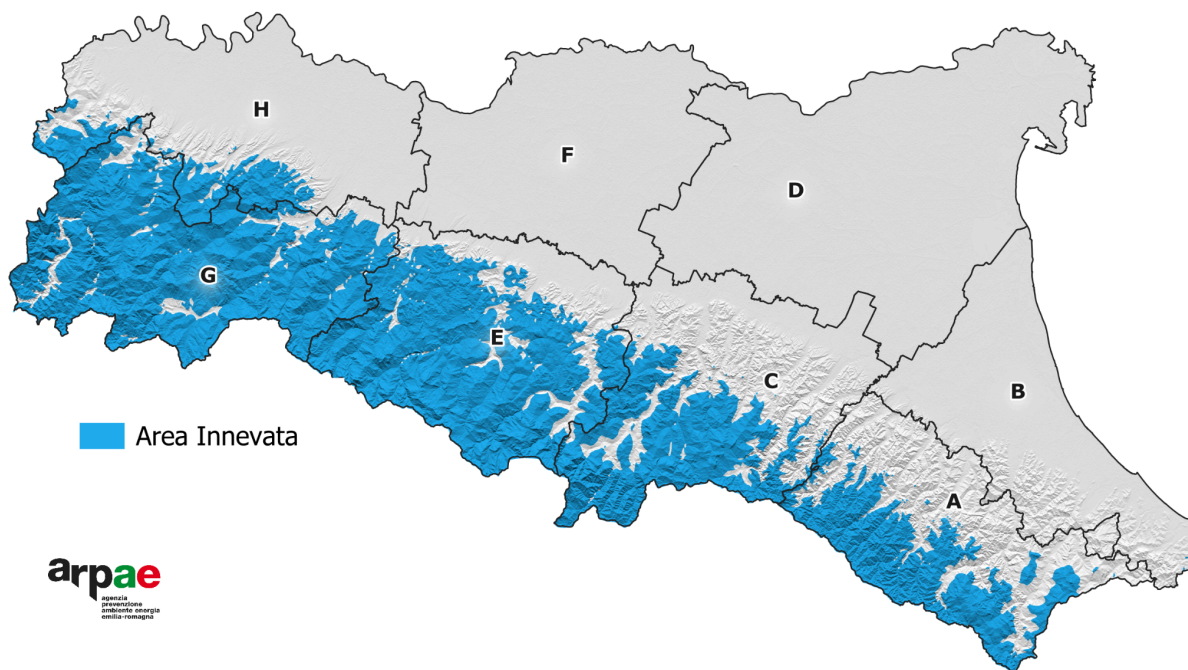 H
F
D
G
E
C
B
A
Area Innevata
arpae
agenzia
prevenzione
ambiente energia
emilia-romagna